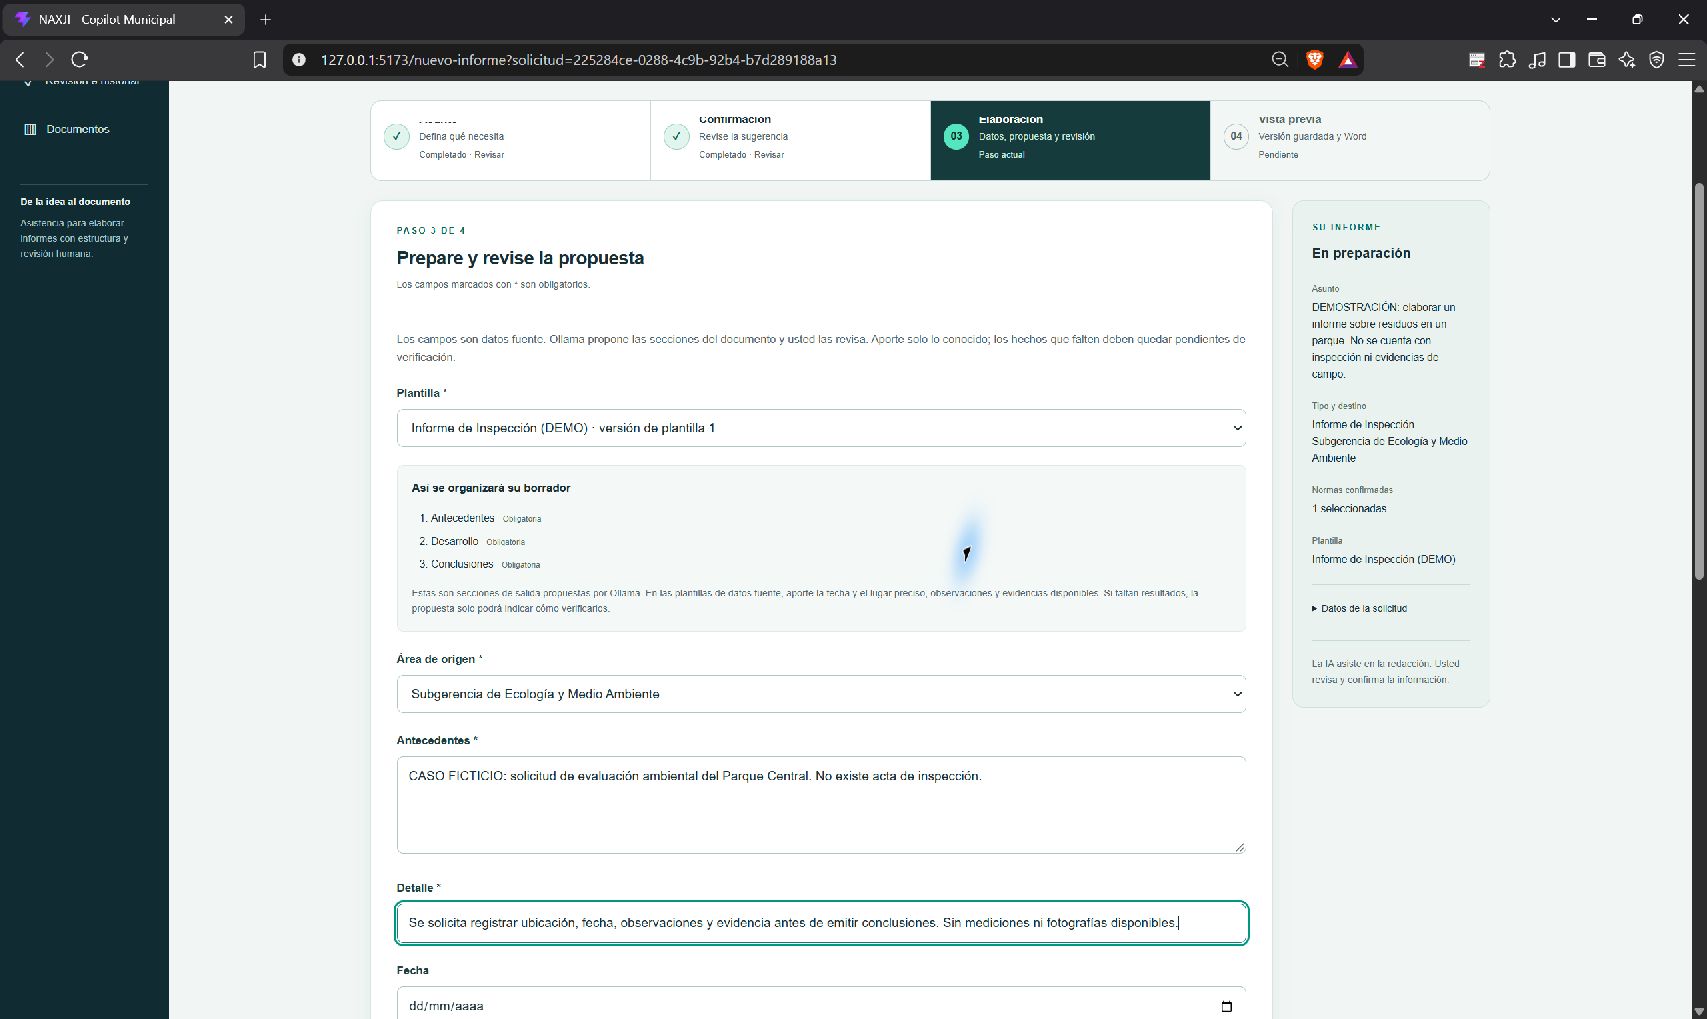 NAXJI - Copilot Municipal
127.0.0.1:5173/nuevo-informe?solicitud=225284ce-0288-4c9b-92b4-b7d289188a13
Documentos
De la idea al documento
Asistencia para elaborar
informes con estructura y
revisión humana.
Defina qué necesita
Completado · Revisar
Confirmación
Revise la sugerencia
Completado · Revisar
03
Elaboración
Datos, propuesta y revisión
Paso actual
04
Vista previa
Versión guardada y Word
Pendiente
PASO 3 DE 4
Prepare y revise la propuesta
Los campos marcados con * son obligatorios.
Los campos son datos fuente. Ollama propone las secciones del documento y usted las revisa. Aporte solo lo conocido; los hechos que falten deben quedar pendientes de
verificación.
Plantilla *
Informe de Inspección (DEMO) · versión de plantilla 1
Así se organizará su borrador
1. Antecedentes Obligatoria
2. Desarrollo Obligatoria
3. Conclusiones Obligatoria
Estas son secciones de salida propuestas por Ollama. En las plantillas de datos fuente, aporte la fecha y el lugar preciso, observaciones y evidencias disponibles. Si faltan resultados, la
propuesta solo podrá indicar cómo verificarlos.
Área de origen *
Subgerencia de Ecología y Medio Ambiente
Antecedentes *
CASO FICTICIO: solicitud de evaluación ambiental del Parque Central. No existe acta de inspección.
Detalle *
Se solicita registrar ubicación, fecha, observaciones y evidencia antes de emitir conclusiones. Sin mediciones ni fotografías disponibles.
Fecha
dd/mm/aaaa
SU INFORME
En preparación
Asunto
DEMOSTRACIÓN: elaborar un
informe sobre residuos en un
parque. No se cuenta con
inspección ni evidencias de
campo.
Tipo y destino
Informe de Inspección
Subgerencia de Ecología y Medio
Ambiente
Normas confirmadas
1 seleccionadas
Plantilla
Informe de Inspección (DEMO)
Datos de la solicitud
La IA asiste en la redacción. Usted
revisa y confirma la información.